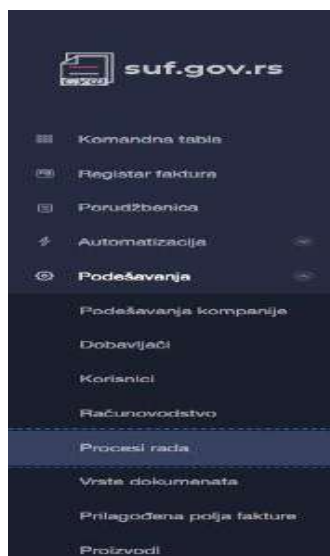 suf.gov.rs
Komandna tabla
Registar faktura
Porudžbenica
Automatizacija
Podešavanja
Podešavanja kompanije
Dobavljači
Korisnici
Računovodstvo
Procesi rada
Vrste dokumenata
Prilagođena polja fakture
Proizvodi